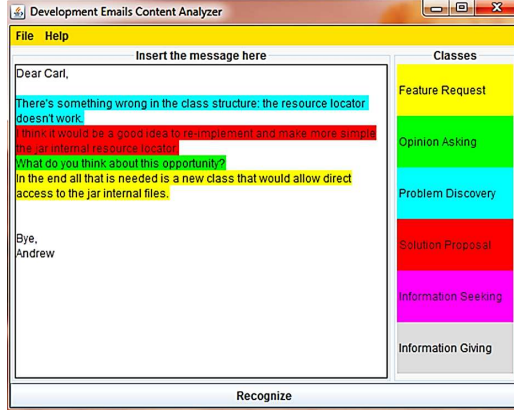 Development Emails Content Analyzer
File Help
Insert the message here
Classes
Dear Carl,
There's something wrong in the class structure: the resource locator
doesn't work.
I think it would be a good idea to re-implement and make more simple
the jar internal resource locator.
What do you think about this opportunity?
In the end all that is needed is a new class that would allow direct
access to the jar internal files.
Bye,
Andrew
Feature Request
Opinion Asking
Problem Discovery
Solution Proposal
Information Seeking
Information Giving
Recognize